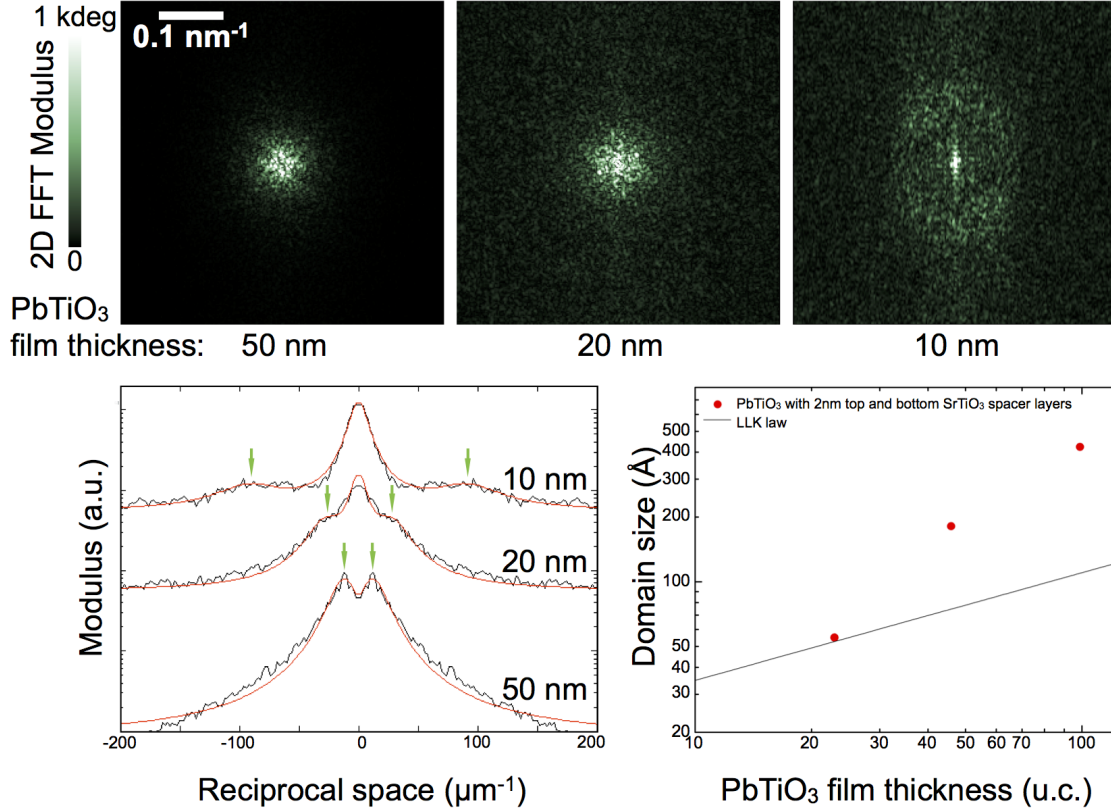 1 kdeg
0.1 nm⁻¹
2D FFT Modulus
0
PbTiO₃
film thickness: 50 nm 20 nm 10 nm
10 nm
20 nm
50 nm
Modulus (a.u.)
-200 -100 0 100 200
Reciprocal space (µm⁻¹)
PbTiO₃ with 2nm top and bottom SrTiO₃ spacer layers
LLK law
Domain size (Å)
500
400
300
200
100
50
40
30
20
10 20 30 40 50 60 70 100
PbTiO₃ film thickness (u.c.)